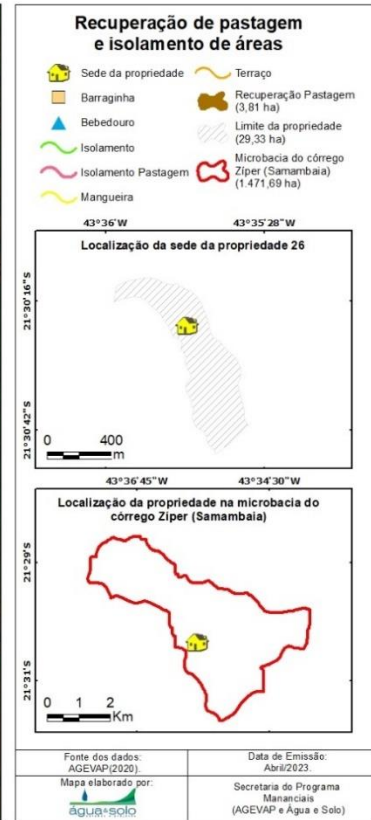 Recuperação de pastagem
e isolamento de áreas
Sede da propriedade
Barraginha
Bebedouro
Isolamento
Isolamento Pastagem
Mangueira
Terraço
Recuperação Pastagem
(3,81 ha)
Limite da propriedade
(29,33 ha)
Microbacia do córrego
Zíper (Samambaia)
(1.471,69 ha)
43°36'W
43°35'28"W
Localização da sede da propriedade 26
21°30'16"S
21°30'42"S
0
400
m
43°36'45"W
43°34'30"W
Localização da propriedade na microbacia do
córrego Zíper (Samambaia)
21°29'S
21°31'S
0 1 2
Km
Fonte dos dados:
AGEVAP(2020).
Data de Emissão:
Abril/2023.
Mapa elaborado por:
água e solo
Secretaria do Programa
Mananciais
(AGEVAP e Água e Solo)